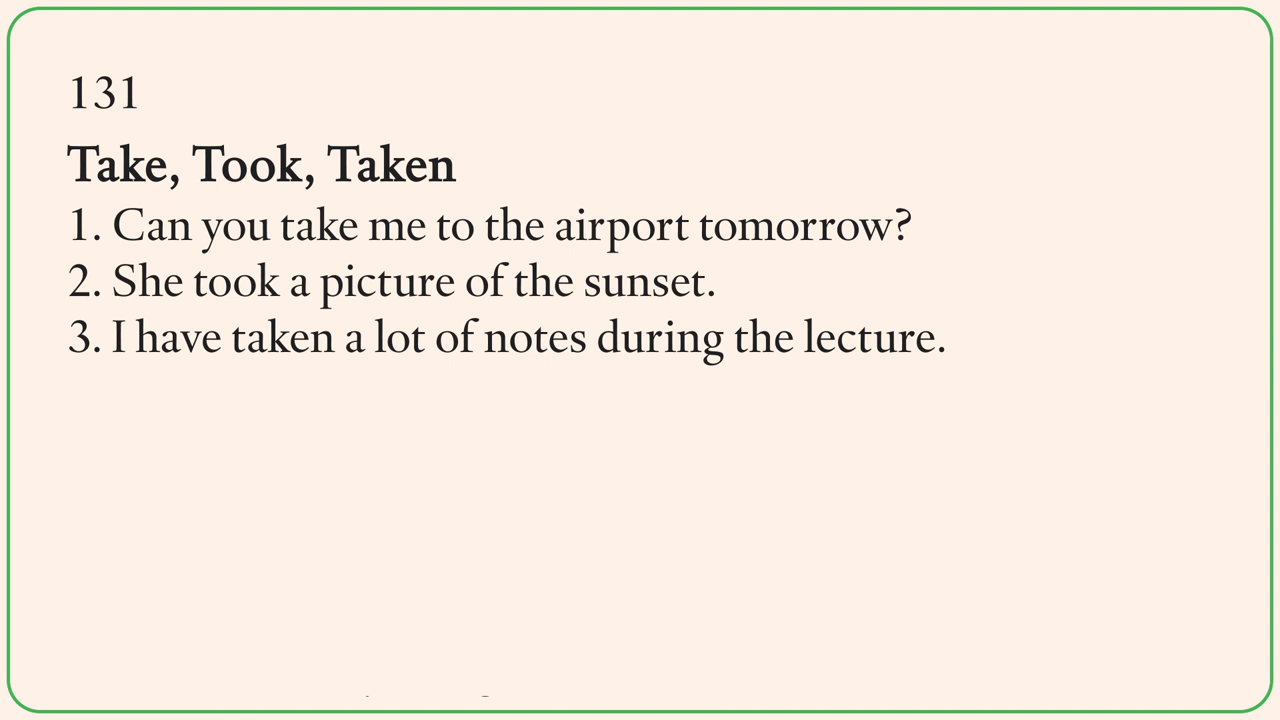 131
Take, Took, Taken
1. Can you take me to the airport tomorrow?
2. She took a picture of the sunset.
3. I have taken a lot of notes during the lecture.